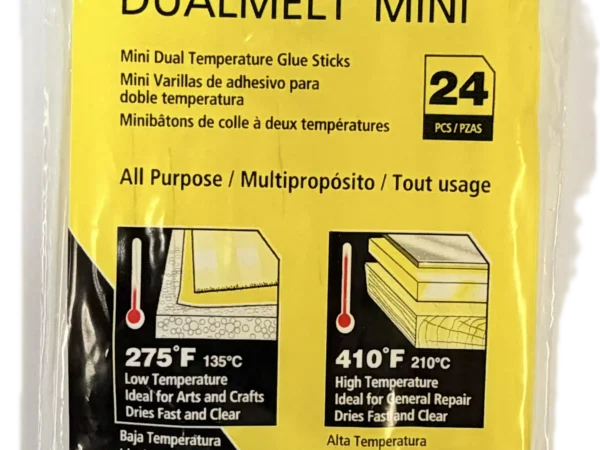 DUALMELT MINI
Mini Dual Temperature Glue Sticks
Mini Varillas de adhesivo para
doble temperatura
Minibâtons de colle à deux températures
24
PCS / PZAS
All Purpose / Multipropósito / Tout usage
275°F 135°C
Low Temperature
Ideal for Arts and Crafts
Dries Fast and Clear
Baja Temperatura
410°F 210°C
High Temperature
Ideal for General Repair
Dries Fast and Clear
Alta Temperatura